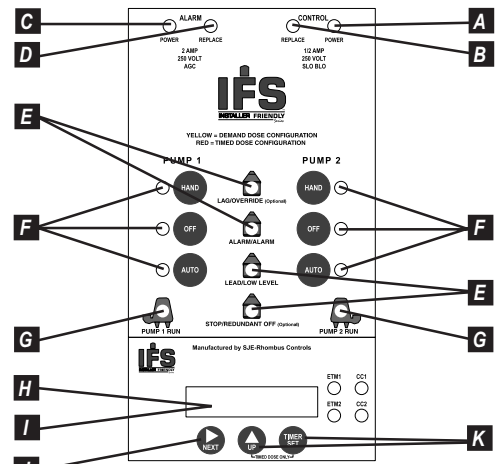 C ALARM CONTROL A
POWER REPLACE REPLACE POWER
D B
2 AMP 1/2 AMP
250 VOLT 250 VOLT
AGC SLO BLO
IFS
INSTALLER FRIENDLY
Series
E
YELLOW = DEMAND DOSE CONFIGURATION
RED = TIMED DOSE CONFIGURATION
PUMP 1 PUMP 2
HAND HAND
LAG/OVERRIDE (Optional)
F OFF OFF F
ALARM/ALARM
AUTO AUTO
LEAD/LOW LEVEL
E
STOP/REDUNDANT OFF (Optional)
G PUMP 1 RUN PUMP 2 RUN G
IFS Manufactured by SJE-Rhombus Controls
INSTALLER FRIENDLY
H ETM1 CC1
I ETM2 CC2
NEXT UP TIMER SET K
(TIMED DOSE ONLY)